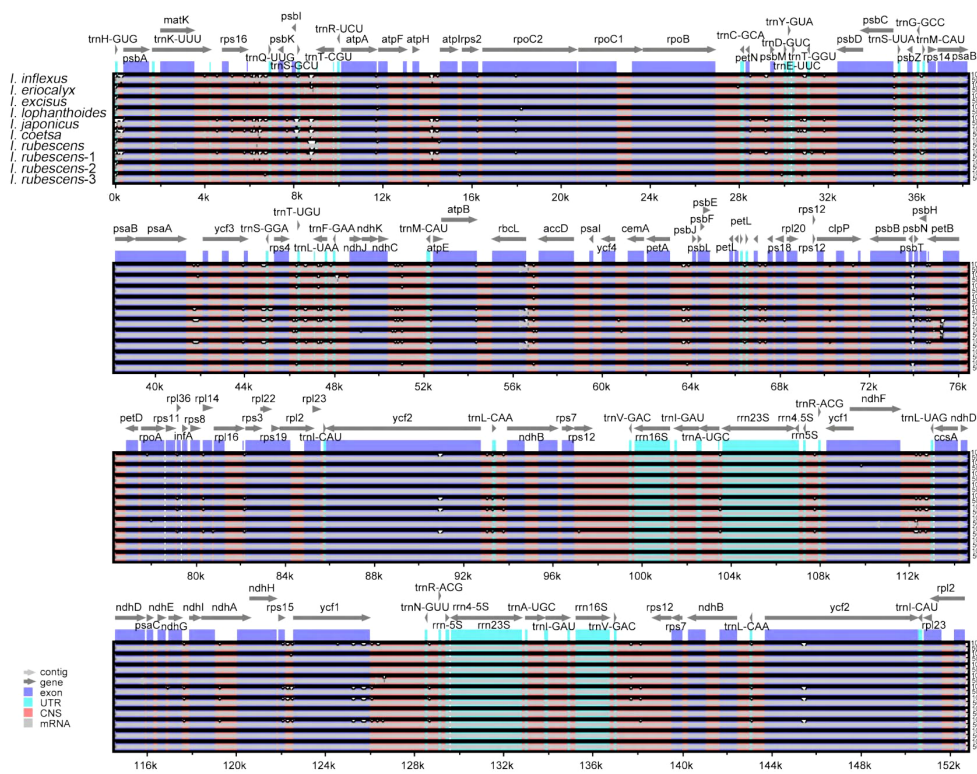 psbI
matK
trnR-UCU
trnY-GUA
psbC
trnG-GCC
trnH-GUG
trnK-UUU
rps16
psbK
atpA
atpF
atpH
atpI
rps2
rpoC2
rpoC1
rpoB
trnC-GCA
trnD-GUC
psbD
trnS-UUA
trnM-CAU
psbA
trnQ-UUG
trnT-CGU
petN
psbM
trnT-GGU
psbZ
rps14
psaB
trnS-GCU
trnE-UUC
I. inflexus
I. eriocalyx
I. excisus
I. lophanthoides
I. japonicus
I. coetsa
I. rubescens
I. rubescens-1
I. rubescens-2
I. rubescens-3
0k 4k 8k 12k 16k 20k 24k 28k 32k 36k
psbE
rps12
psbH
trnT-UGU
atpB
psbF
psaB
psaA
ycf3
trnS-GGA
trnF-GAA
ndhK
trnM-CAU
rbcL
accD
psaI
cemA
psbJ
petL
rpl20
clpP
psbB
psbN
petB
rps4
trnL-UAA
ndhJ
ndhC
atpE
ycf4
petA
psbL
rps12
psbT
40k 44k 48k 52k 56k 60k 64k 68k 72k 76k
rpl36
rpl14
rpl22
rpl23
trnR-ACG
ndhF
petD
rps11
rps8
rps3
rpl2
ycf2
trnL-CAA
rps7
trnV-GAC
trnI-GAU
rrn23S
rrn4.5S
ycf1
trnL-UAG
ndhD
rpoA
infA
rpl16
rps19
trnI-CAU
ndhB
rps12
rrn16S
trnA-UGC
rrn5S
ccsA
80k 84k 88k 92k 96k 100k 104k 108k 112k
ndhH
trnR-ACG
rpl2
ndhD
ndhE
ndhI
ndhA
rps15
ycf1
trnN-GUU
rrn4-5S
trnA-UGC
rrn16S
rps12
ndhB
ycf2
trnI-CAU
psaC
ndhG
rrn-5S
rrn23S
trnI-GAU
trnV-GAC
rps7
trnL-CAA
rpl23
contig
gene
exon
UTR
CNS
mRNA
116k 120k 124k 128k 132k 136k 140k 144k 148k 152k